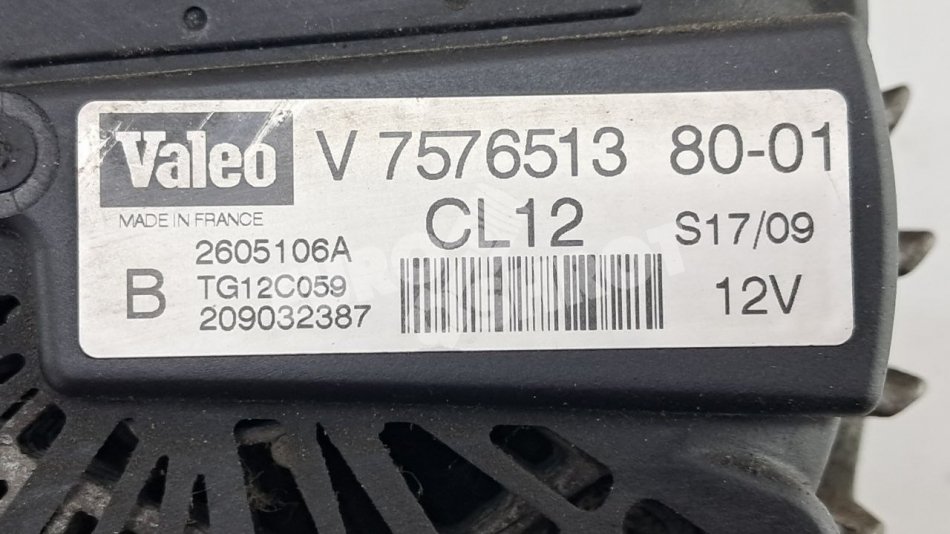 Valeo V 7576513 80-01
MADE IN FRANCE CL12 S17/09
2605106A
B TG12C059 12V
209032387